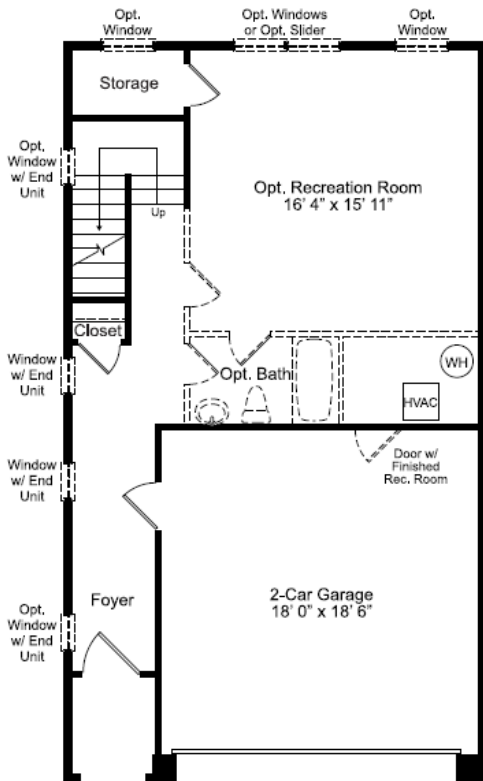 Opt.
Window
Opt. Windows
or Opt. Slider
Opt.
Window
Storage
Opt.
Window
w/ End
Unit
Up
Opt. Recreation Room
16' 4" x 15' 11"
Closet
Window
w/ End
Unit
Opt. Bath
WH
HVAC
Window
w/ End
Unit
Door w/
Finished
Rec. Room
Foyer
2-Car Garage
18' 0" x 18' 6"
Opt.
Window
w/ End
Unit